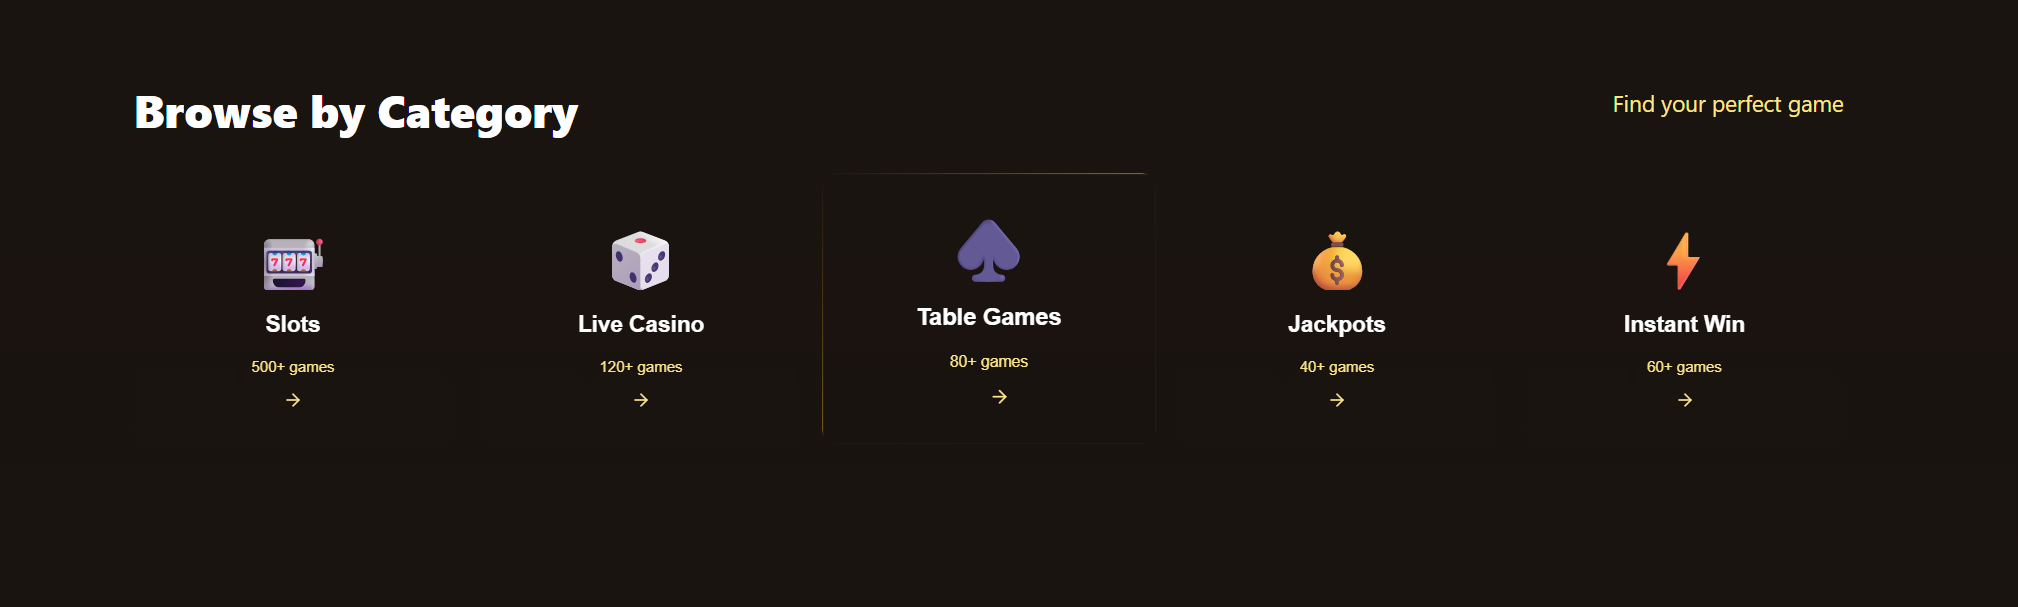 Browse by Category
Find your perfect game
777
Slots
500+ games
Live Casino
120+ games
Table Games
80+ games
$
Jackpots
40+ games
Instant Win
60+ games